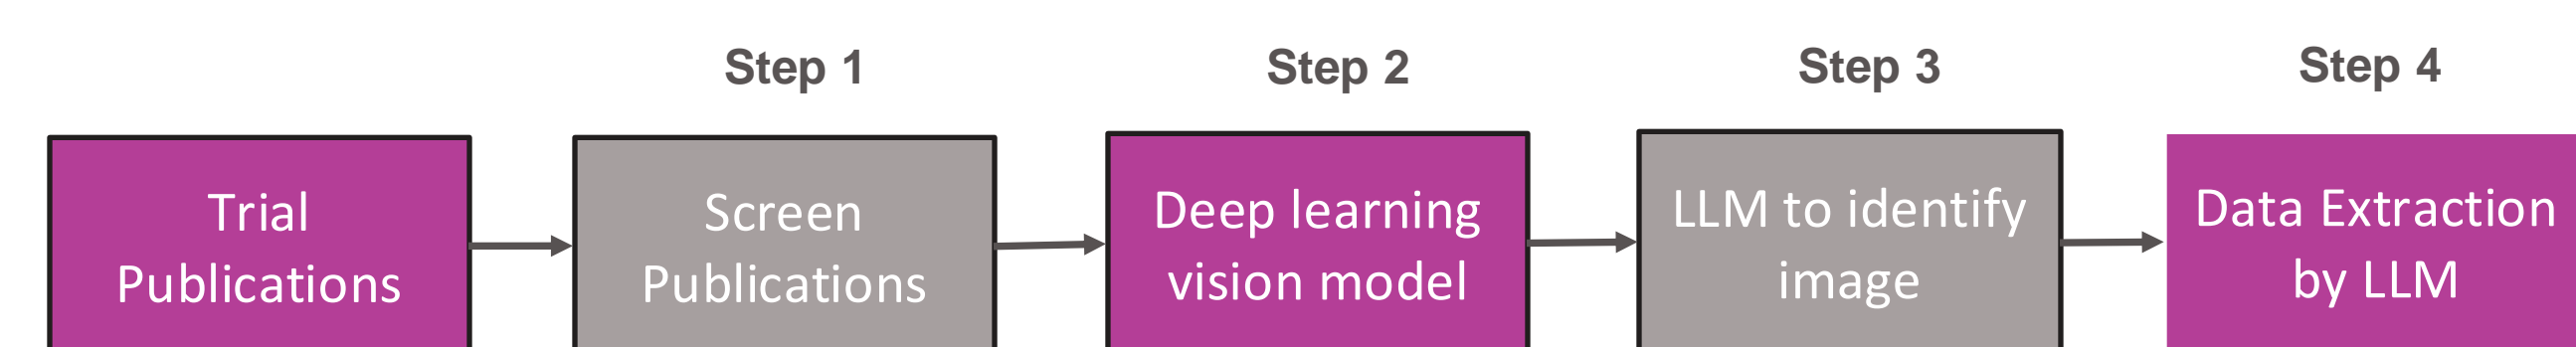 Step 1
Step 2
Step 3
Step 4
Trial
Publications
Screen
Publications
Deep learning
vision model
LLM to identify
image
Data Extraction
by LLM